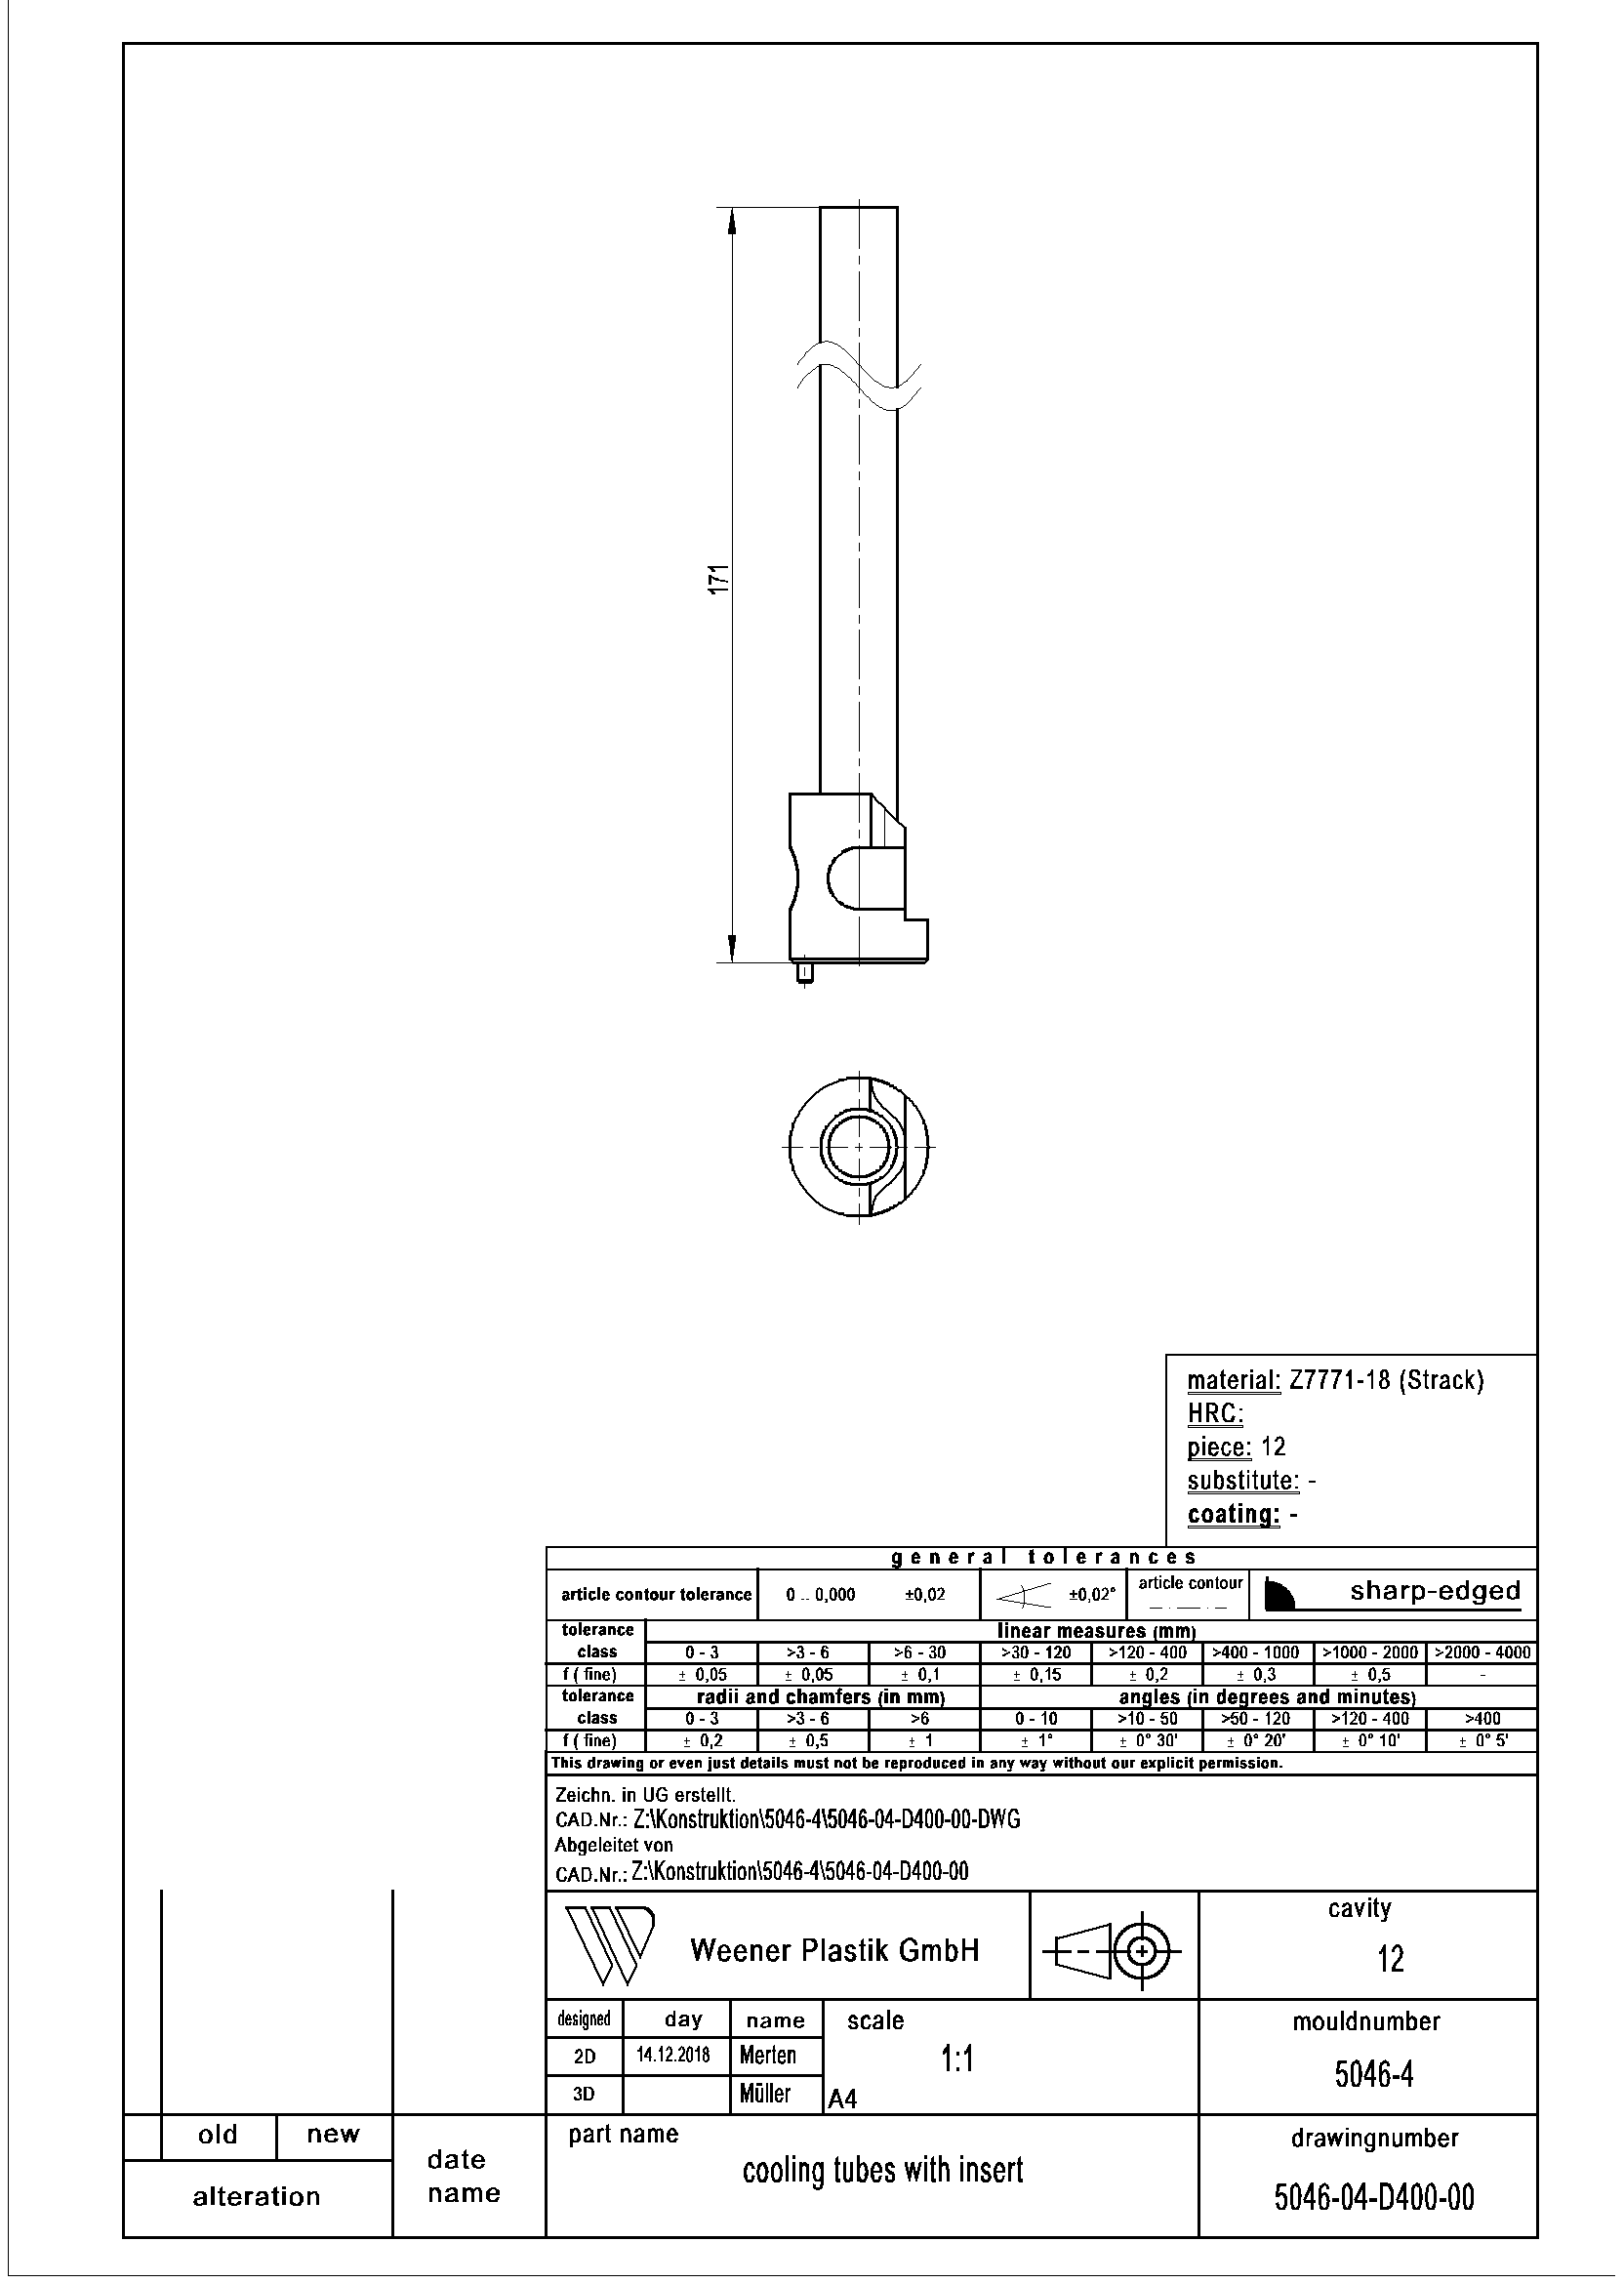 171
material: Z7771-18 (Strack)
HRC:
piece: 12
substitute: -
coating: -
general tolerances
article contour tolerance 0 .. 0,000 ±0,02 ±0,02° article contour sharp-edged
tolerance linear measures (mm)
class 0 - 3 >3 - 6 >6 - 30 >30 - 120 >120 - 400 >400 - 1000 >1000 - 2000 >2000 - 4000
f ( fine) ± 0,05 ± 0,05 ± 0,1 ± 0,15 ± 0,2 ± 0,3 ± 0,5 -
tolerance radii and chamfers (in mm) angles (in degrees and minutes)
class 0 - 3 >3 - 6 >6 0 - 10 >10 - 50 >50 - 120 >120 - 400 >400
f ( fine) ± 0,2 ± 0,5 ± 1 ± 1° ± 0° 30' ± 0° 20' ± 0° 10' ± 0° 5'
This drawing or even just details must not be reproduced in any way without our explicit permission.
Zeichn. in UG erstellt.
CAD.Nr.: Z:\Konstruktion\5046-4\5046-04-D400-00-DWG
Abgeleitet von
CAD.Nr.: Z:\Konstruktion\5046-4\5046-04-D400-00
Weener Plastik GmbH
cavity
12
designed day name scale
2D 14.12.2018 Merten 1:1
3D Müller A4
mouldnumber
5046-4
old new
alteration
date
name
part name
cooling tubes with insert
drawingnumber
5046-04-D400-00